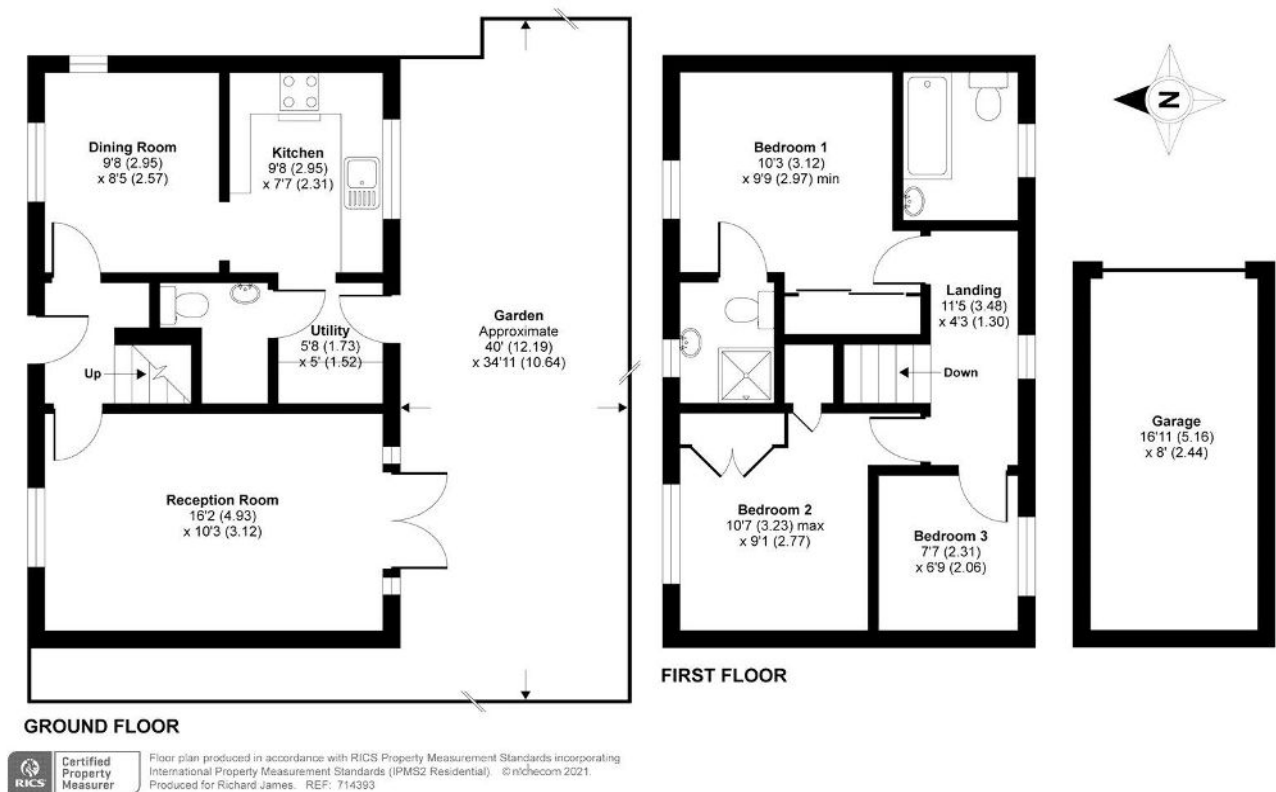 Dining Room
9'8 (2.95)
x 8'5 (2.57)
Kitchen
9'8 (2.95)
x 7'7 (2.31)
Utility
5'8 (1.73)
x 5' (1.52)
Up
Garden
Approximate
40' (12.19)
x 34'11 (10.64)
Reception Room
16'2 (4.93)
x 10'3 (3.12)
GROUND FLOOR
Bedroom 1
10'3 (3.12)
x 9'9 (2.97) min
Landing
11'5 (3.48)
x 4'3 (1.30)
Down
Bedroom 2
10'7 (3.23) max
x 9'1 (2.77)
Bedroom 3
7'7 (2.31)
x 6'9 (2.06)
FIRST FLOOR
N
Garage
16'11 (5.16)
x 8' (2.44)
RICS
Certified
Property
Measurer
Floor plan produced in accordance with RICS Property Measurement Standards incorporating
International Property Measurement Standards (IPMS2 Residential). ©nichecom 2021.
Produced for Richard James. REF: 714393